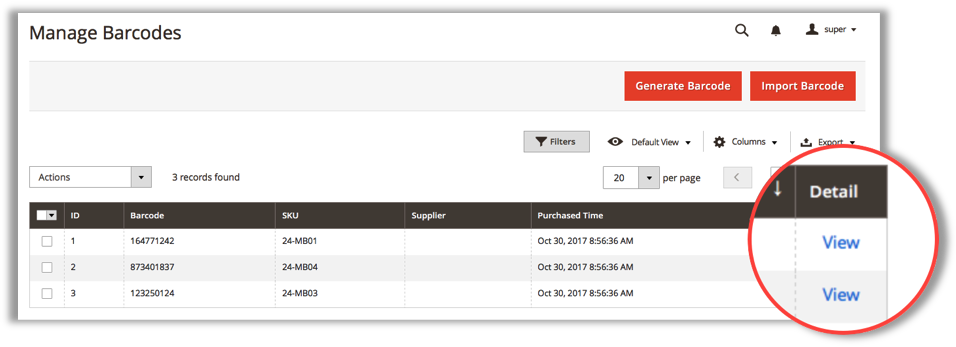 Manage Barcodes
super
Generate Barcode Import Barcode
Filters Default View Columns Export
Actions 3 records found 20 per page
ID Barcode SKU Supplier Purchased Time Detail
1 164771242 24-MB01 Oct 30, 2017 8:56:36 AM View
2 873401837 24-MB04 Oct 30, 2017 8:56:36 AM View
3 123250124 24-MB03 Oct 30, 2017 8:56:36 AM